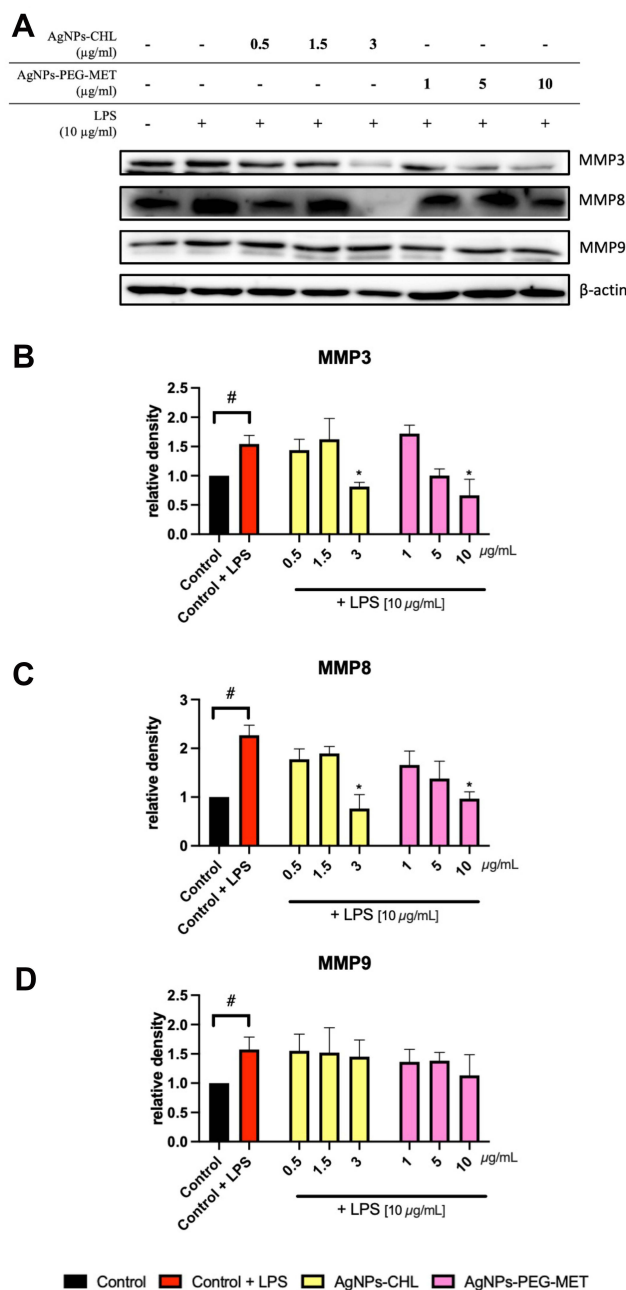 A
AgNPs-CHL
(µg/ml)
- - 0.5 1.5 3 - - -
AgNPs-PEG-MET
(µg/ml)
- - - - - 1 5 10
LPS
(10 µg/ml)
- + + + + + + +
MMP3
MMP8
MMP9
β-actin
B
MMP3
relative density
2.5
2.0
1.5
1.0
0.5
0.0
#
*
*
Control
Control + LPS
0.5
1.5
3
1
5
10
µg/mL
+ LPS [10 µg/mL]
C
MMP8
relative density
3
2
1
0
#
*
*
Control
Control + LPS
0.5
1.5
3
1
5
10
µg/mL
+ LPS [10 µg/mL]
D
MMP9
relative density
2.5
2.0
1.5
1.0
0.5
0.0
#
Control
Control + LPS
0.5
1.5
3
1
5
10
µg/mL
+ LPS [10 µg/mL]
Control Control + LPS AgNPs-CHL AgNPs-PEG-MET